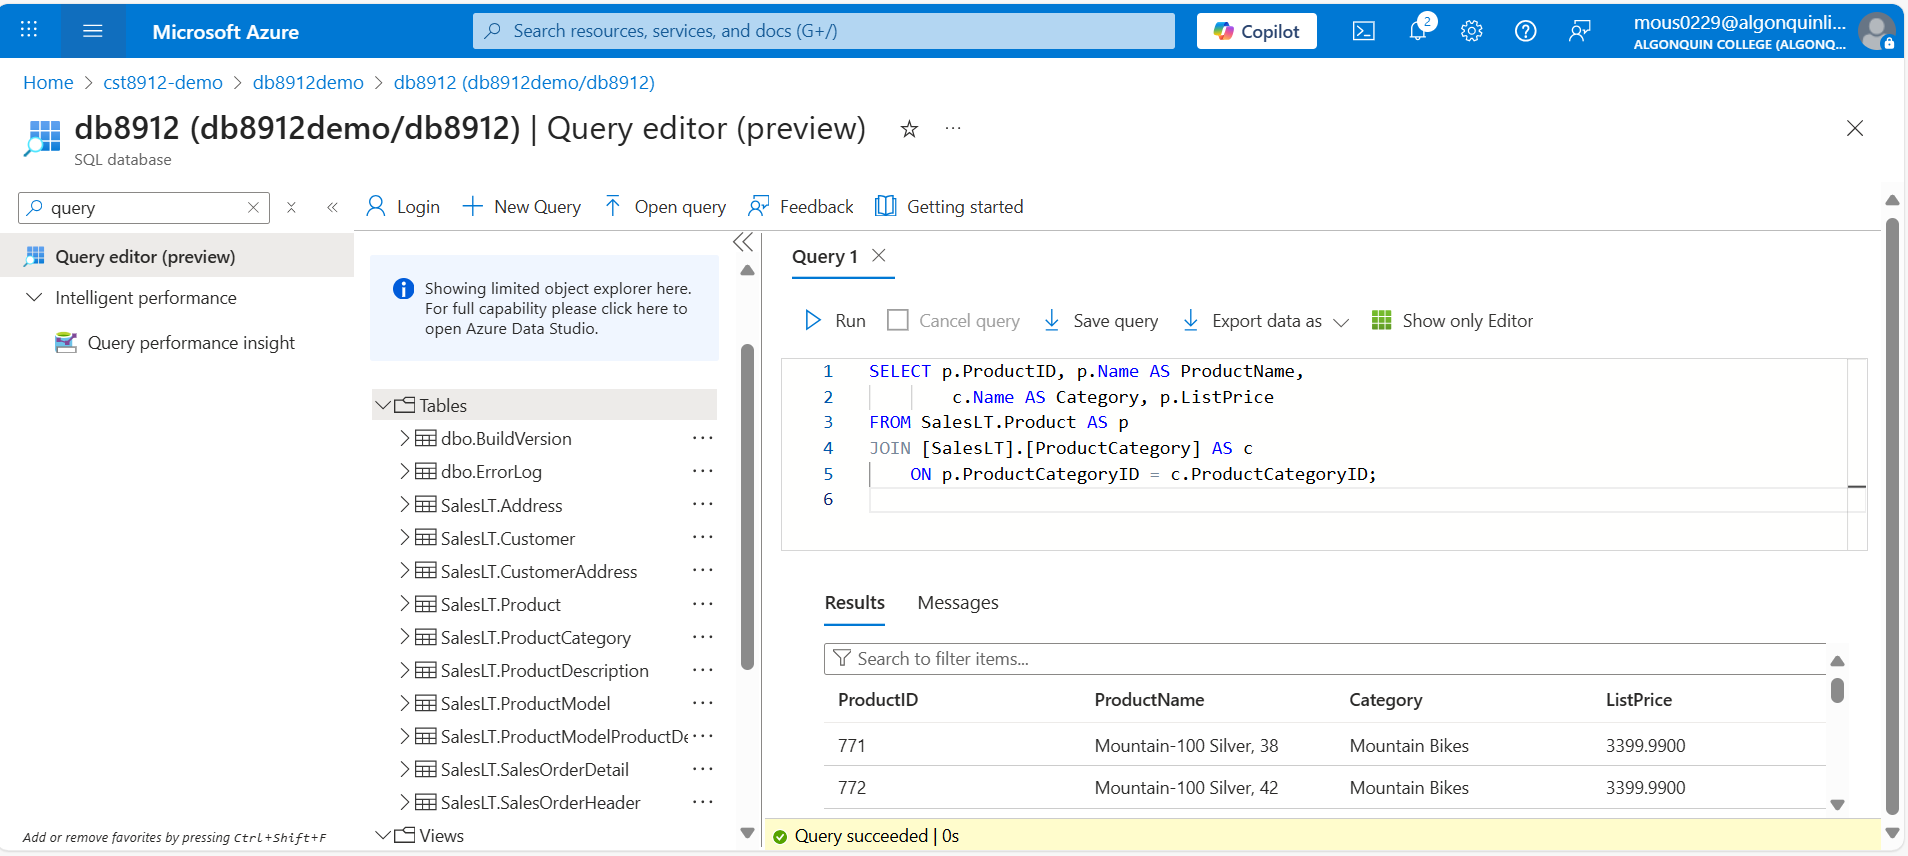 Microsoft Azure
Search resources, services, and docs (G+/)
Copilot
2
mous0229@algonquinli...
ALGONQUIN COLLEGE (ALGONQ...
Home > cst8912-demo > db8912demo > db8912 (db8912demo/db8912)
db8912 (db8912demo/db8912) | Query editor (preview)
SQL database
query
Login
New Query
Open query
Feedback
Getting started
Query editor (preview)
Intelligent performance
Query performance insight
Add or remove favorites by pressing Ctrl+Shift+F
Showing limited object explorer here.
For full capability please click here to
open Azure Data Studio.
Tables
dbo.BuildVersion
dbo.ErrorLog
SalesLT.Address
SalesLT.Customer
SalesLT.CustomerAddress
SalesLT.Product
SalesLT.ProductCategory
SalesLT.ProductDescription
SalesLT.ProductModel
SalesLT.ProductModelProductDe
SalesLT.SalesOrderDetail
SalesLT.SalesOrderHeader
Views
Query 1
Run
Cancel query
Save query
Export data as
Show only Editor
1 SELECT p.ProductID, p.Name AS ProductName,
2 c.Name AS Category, p.ListPrice
3 FROM SalesLT.Product AS p
4 JOIN [SalesLT].[ProductCategory] AS c
5 ON p.ProductCategoryID = c.ProductCategoryID;
6
Results Messages
Search to filter items...
ProductID ProductName Category ListPrice
771 Mountain-100 Silver, 38 Mountain Bikes 3399.9900
772 Mountain-100 Silver, 42 Mountain Bikes 3399.9900
Query succeeded | 0s